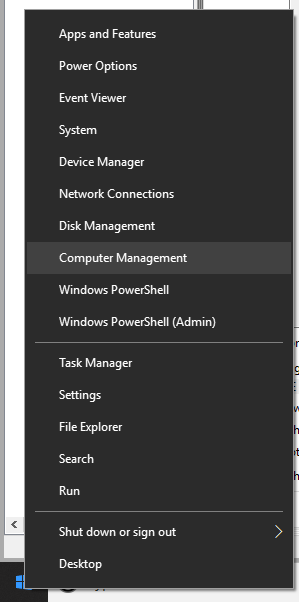 Apps and Features
Power Options
Event Viewer
System
Device Manager
Network Connections
Disk Management
Computer Management
Windows PowerShell
Windows PowerShell (Admin)
Task Manager
Settings
File Explorer
Search
Run
Shut down or sign out
Desktop